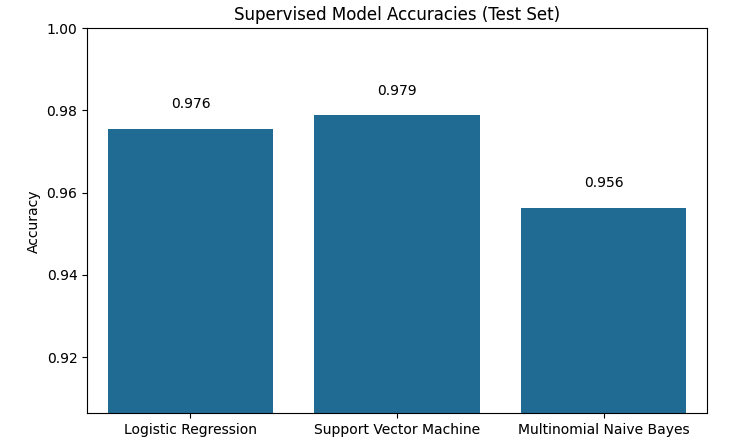 Supervised Model Accuracies (Test Set)
1.00
0.98
0.96
0.94
0.92
Accuracy
0.976
0.979
0.956
Logistic Regression
Support Vector Machine
Multinomial Naive Bayes